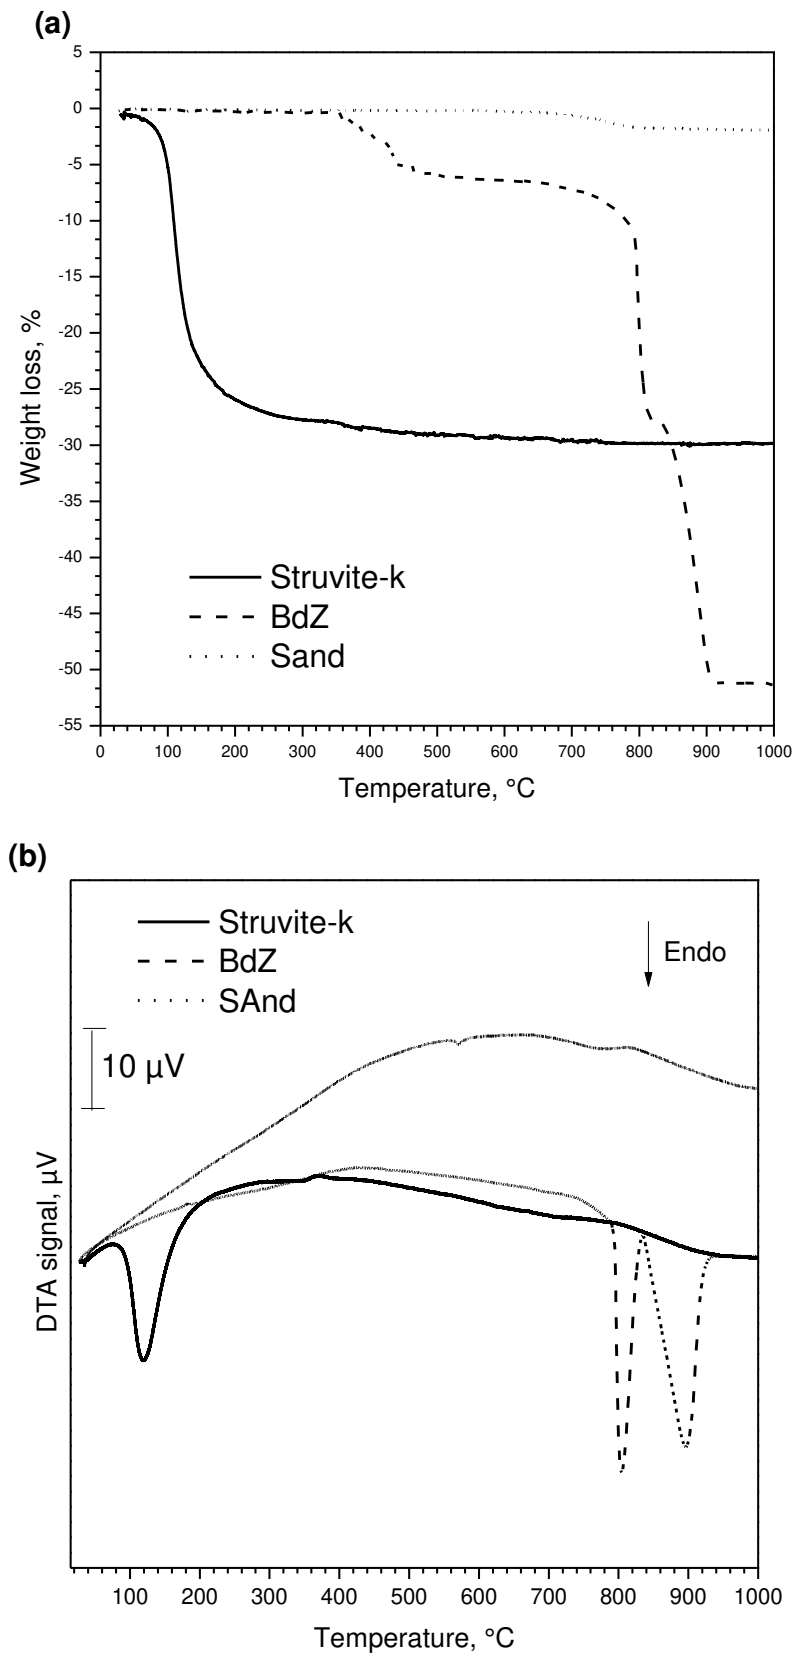 (a)
5
0
-5
-10
-15
-20
-25
-30
-35
-40
-45
-50
-55
Weight loss, %
Struvite-k
BdZ
Sand
0 100 200 300 400 500 600 700 800 900 1000
Temperature, °C
(b)
Struvite-k
BdZ
SAnd
Endo
10 µV
DTA signal, µV
100 200 300 400 500 600 700 800 900 1000
Temperature, °C